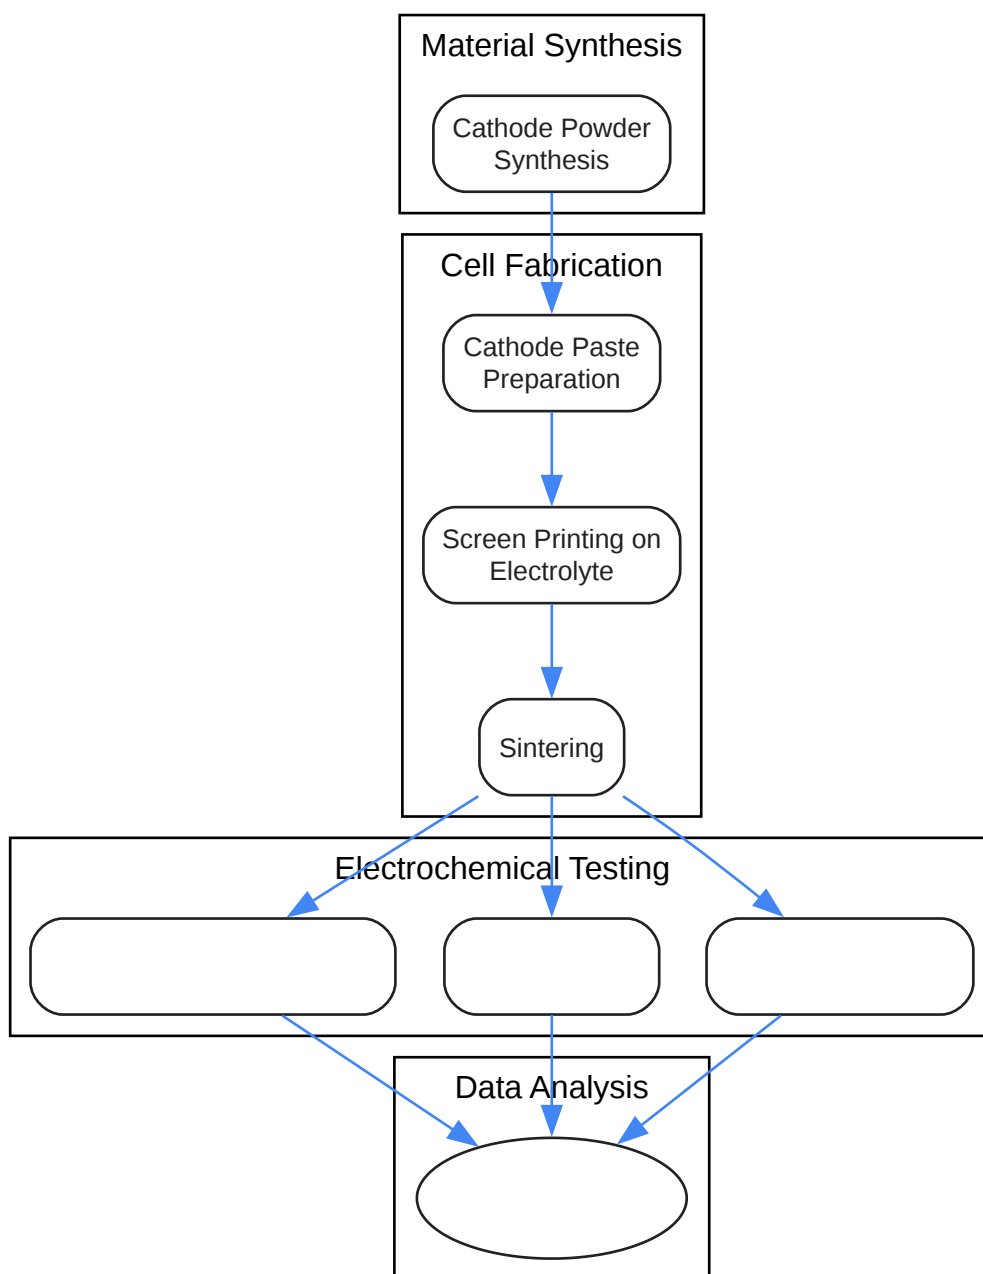 Material Synthesis
Cathode Powder
Synthesis
Cell Fabrication
Cathode Paste
Preparation
Screen Printing on
Electrolyte
Sintering
Electrochemical Testing
Data Analysis